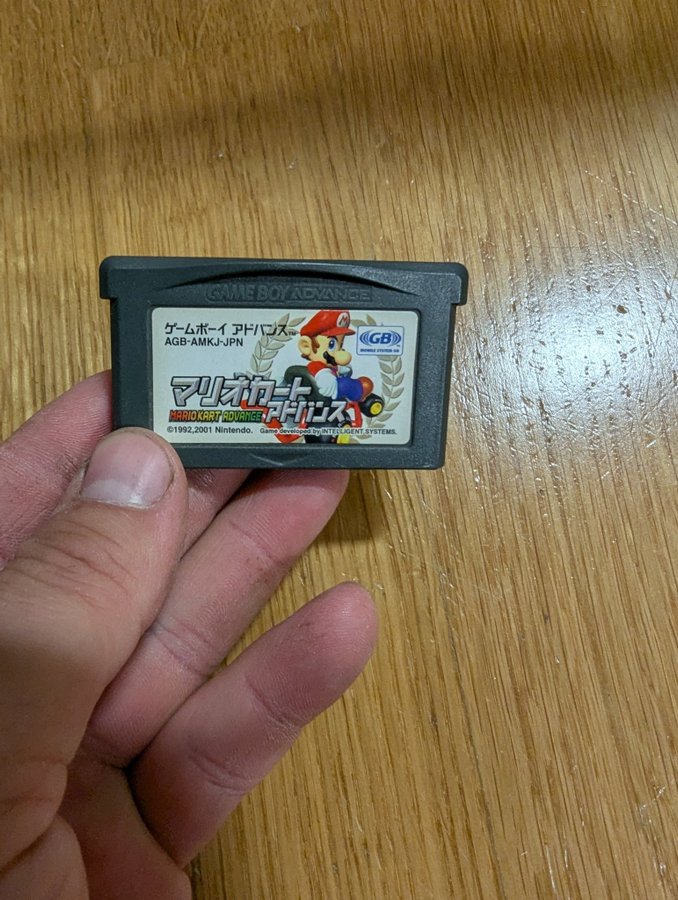 GAME BOY ADVANCE
ゲームボーイ アドバンス™
AGB-AMKJ-JPN
GB
MOBILE SYSTEM GB
M
マリオカート
MARIO KART ADVANCE アドバンス
©1992,2001 Nintendo. Game developed by INTELLIGENT SYSTEMS.